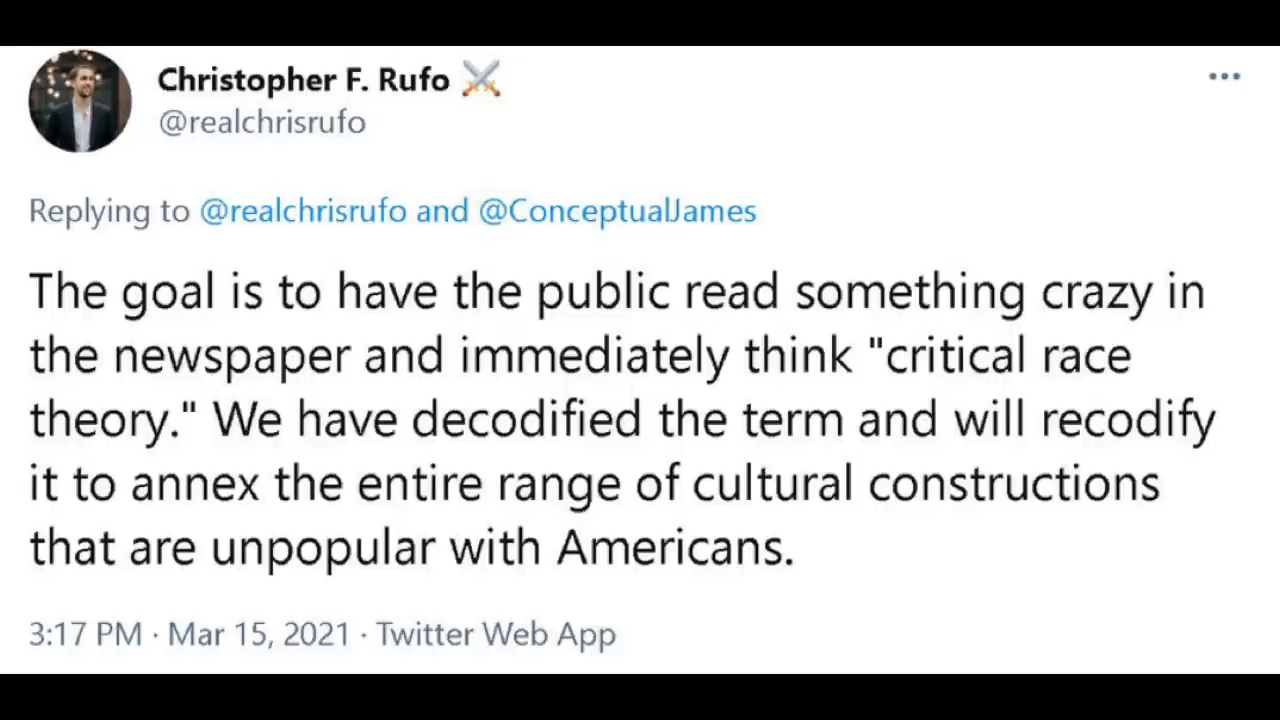 Christopher F. Rufo ⚔️
@realchrisrufo
Replying to @realchrisrufo and @ConceptualJames
The goal is to have the public read something crazy in
the newspaper and immediately think "critical race
theory." We have decodified the term and will recodify
it to annex the entire range of cultural constructions
that are unpopular with Americans.
3:17 PM · Mar 15, 2021 · Twitter Web App